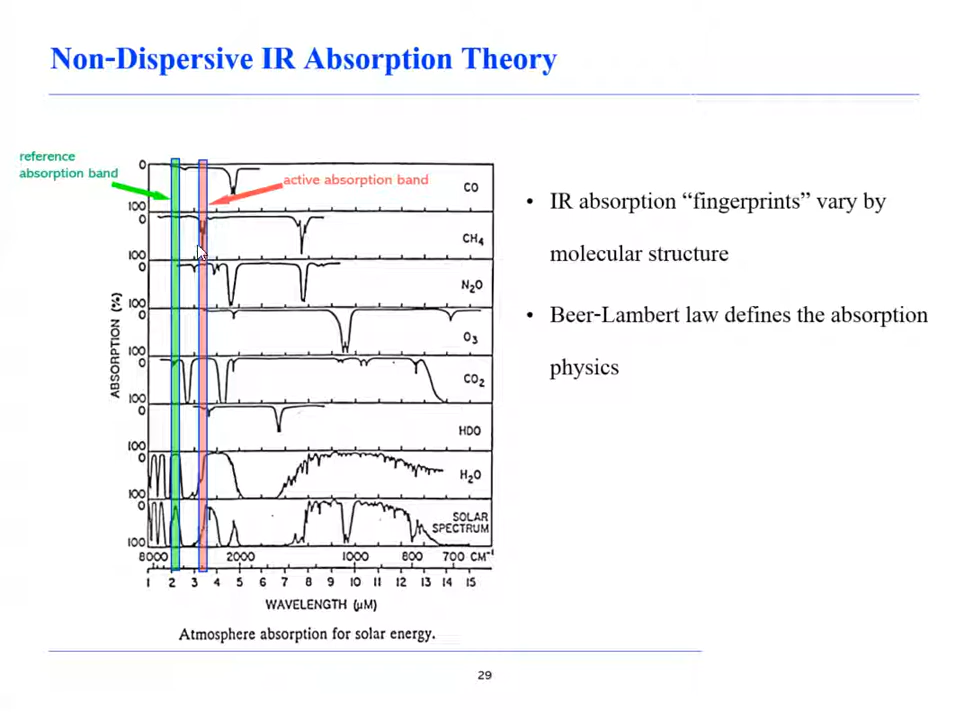 Non-Dispersive IR Absorption Theory
reference
absorption band
active absorption band
0
100
CO
0
100
CH₄
0
100
N₂O
0
100
O₃
0
100
CO₂
0
100
HDO
0
100
H₂O
0
100
SOLAR
SPECTRUM
ABSORPTION (%)
8000 2000 1000 800 700 CM⁻¹
1 2 3 4 5 6 7 8 9 10 11 12 13 14 15
WAVELENGTH (μM)
Atmosphere absorption for solar energy.
• IR absorption “fingerprints” vary by
molecular structure
• Beer-Lambert law defines the absorption
physics
29